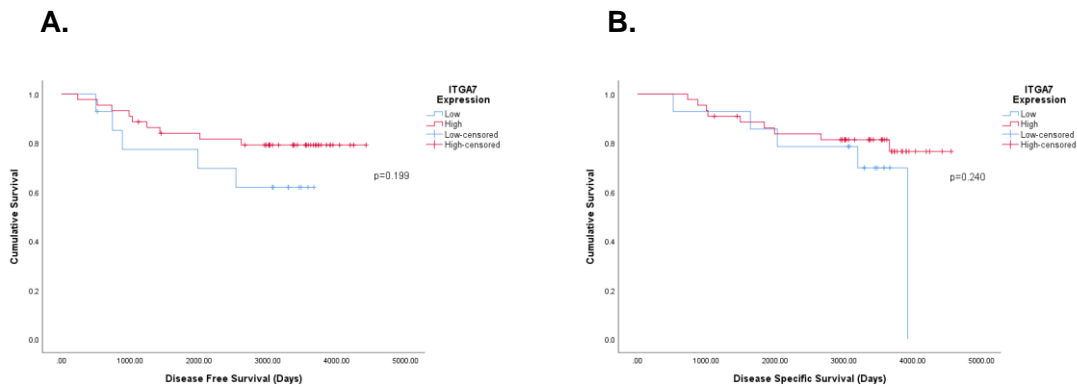 A.
ITGA7
Expression
Low
High
Low-censored
High-censored
1.0
0.8
0.6
0.4
0.2
0.0
Cumulative Survival
p=0.199
.00 1000.00 2000.00 3000.00 4000.00 5000.00
Disease Free Survival (Days)
B.
ITGA7
Expression
Low
High
Low-censored
High-censored
1.0
0.8
0.6
0.4
0.2
0.0
Cumulative Survival
p=0.240
.00 1000.00 2000.00 3000.00 4000.00 5000.00
Disease Specific Survival (Days)